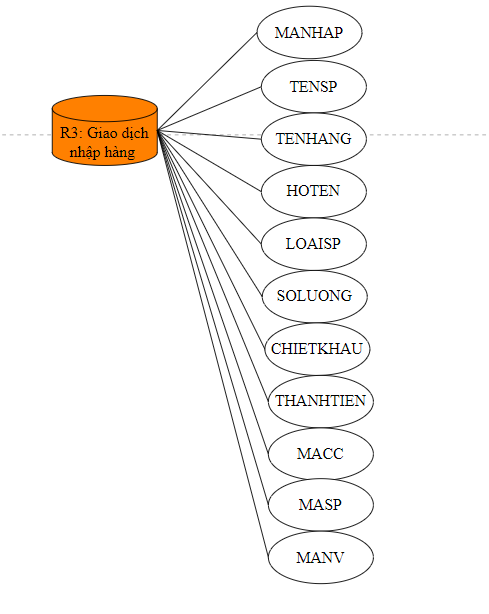 MANHAP
TENSP
R3: Giao dịch
nhập hàng
TENHANG
HOTEN
LOAISP
SOLUONG
CHIETKHAU
THANHTIEN
MACC
MASP
MANV